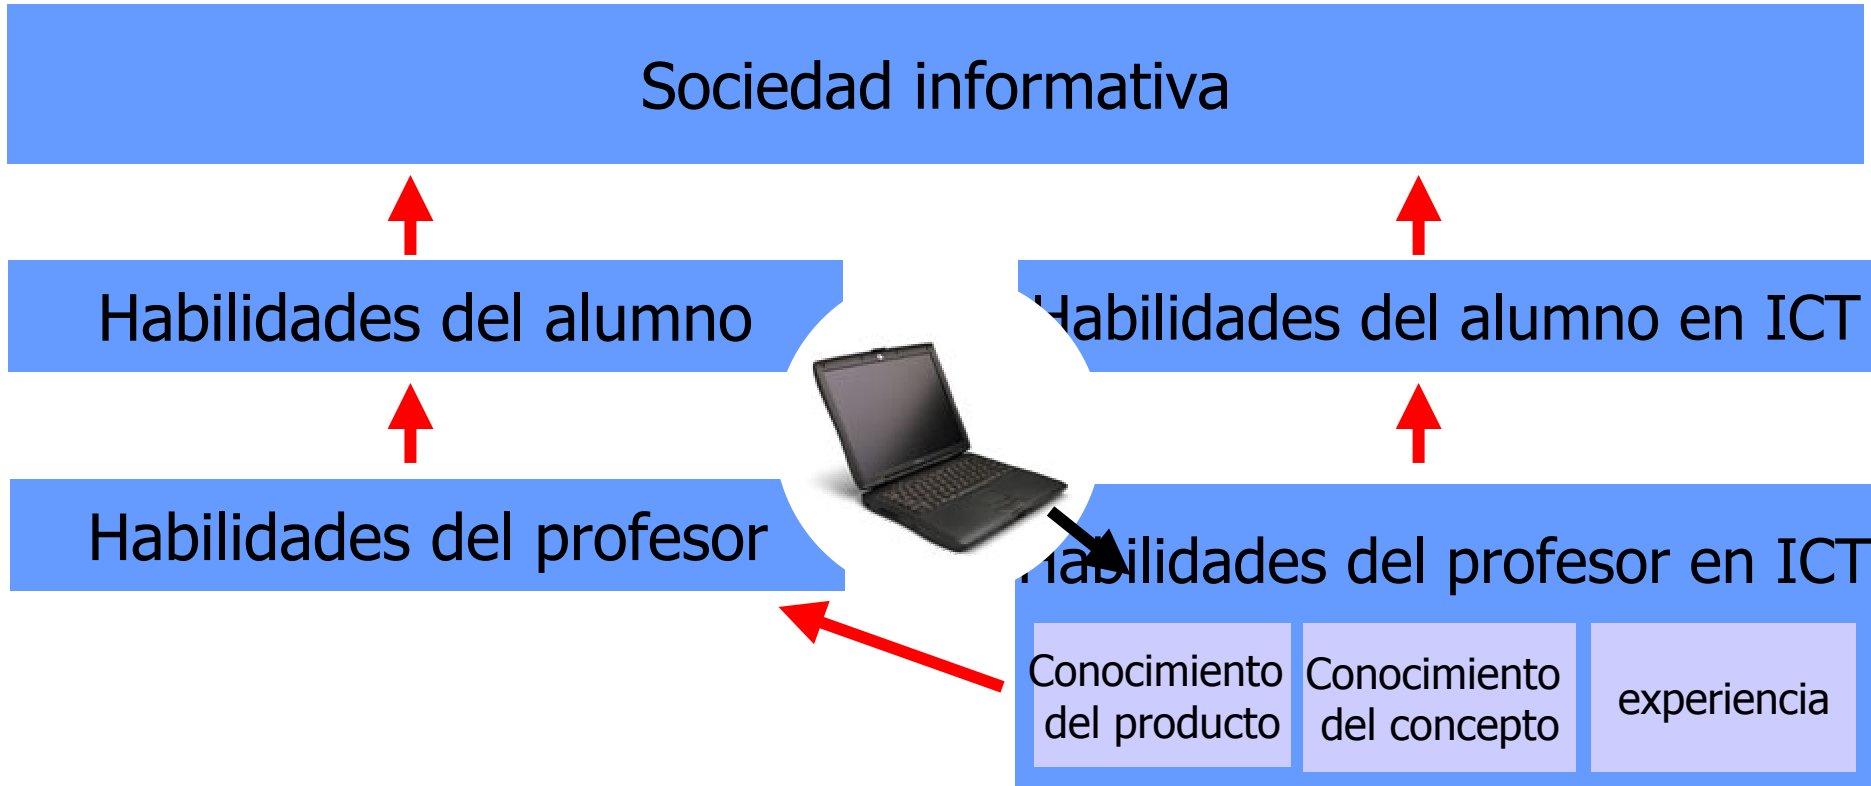 Sociedad informativa
Habilidades del alumno
Habilidades del alumno en ICT
Habilidades del profesor
Habilidades del profesor en ICT
Conocimiento
del producto
Conocimiento
del concepto
experiencia